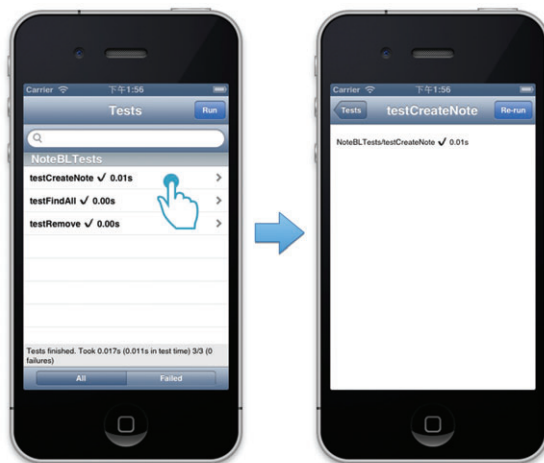 Carrier 下午1:56
Tests Run
NoteBLTests
testCreateNote ✓ 0.01s
testFindAll ✓ 0.00s
testRemove ✓ 0.00s
Tests finished. Took 0.017s (0.011s in test time) 3/3 (0
failures)
All Failed
Carrier 下午1:56
Tests testCreateNote Re-run
NoteBLTests/testCreateNote ✓ 0.01s